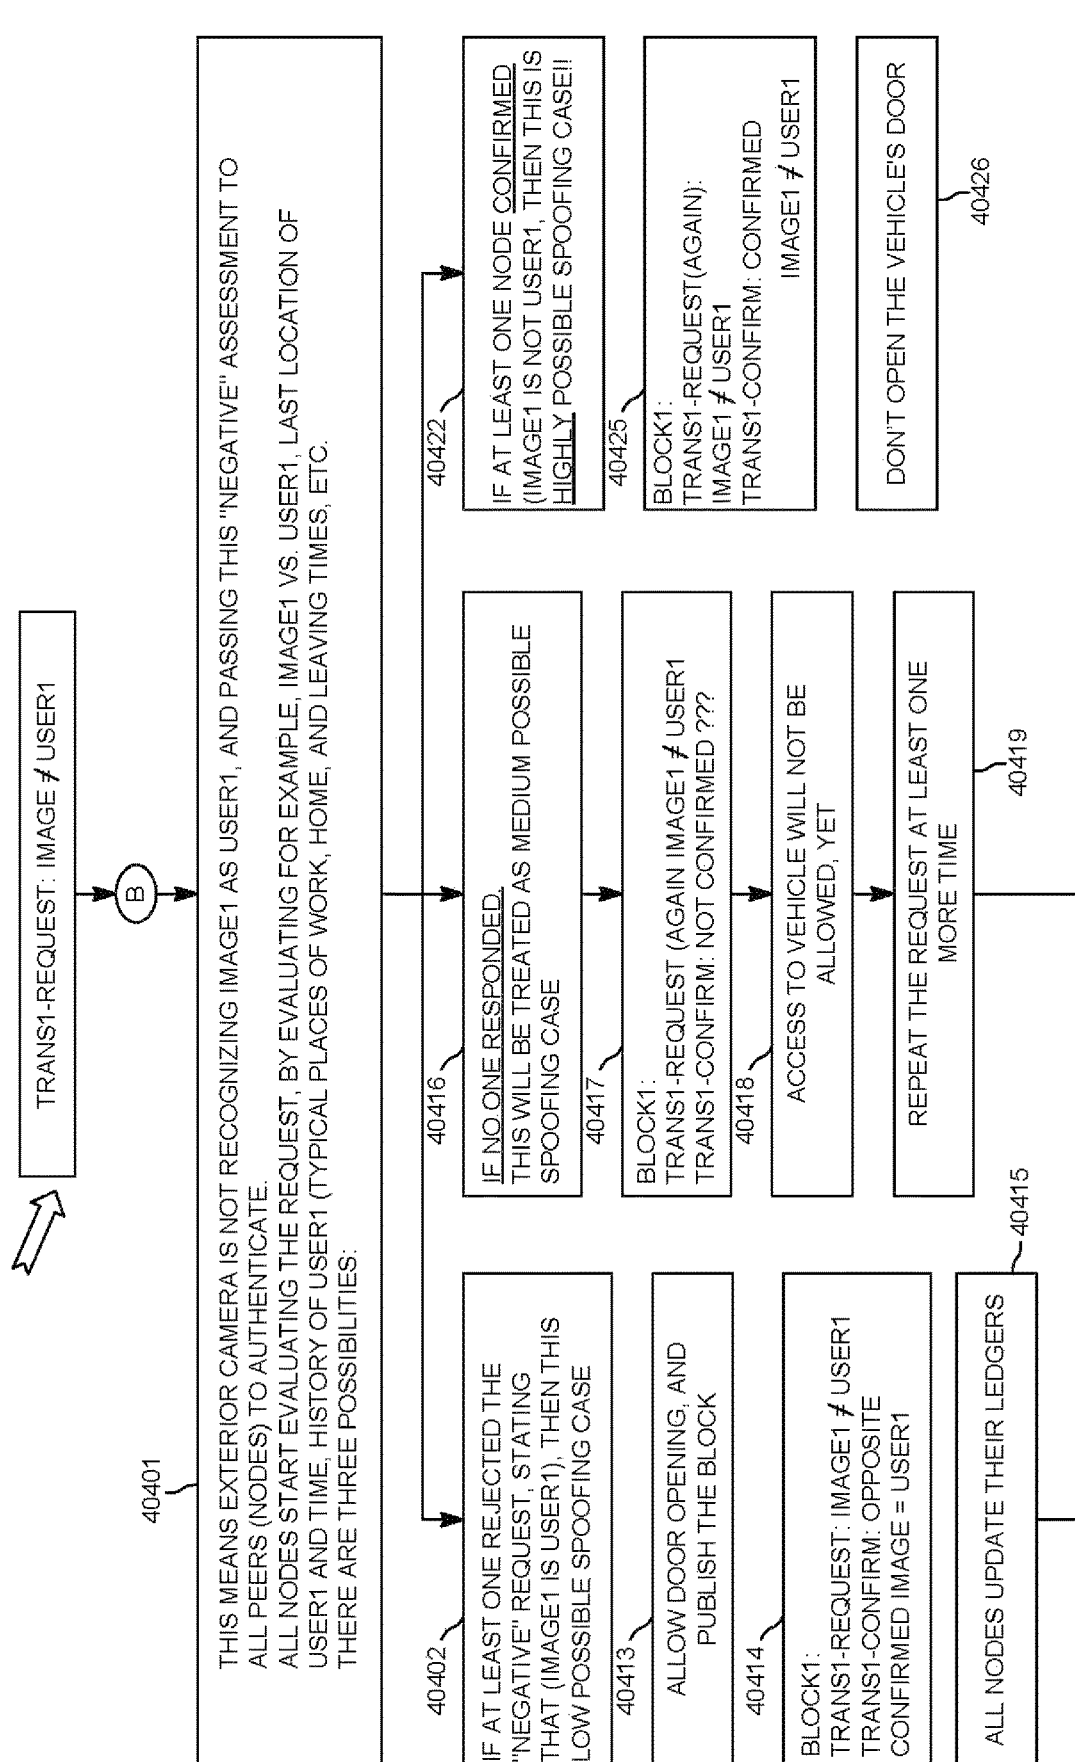 TRANS1-REQUEST: IMAGE ≠ USER1
B
40401
THIS MEANS EXTERIOR CAMERA IS NOT RECOGNIZING IMAGE1 AS USER1, AND PASSING THIS "NEGATIVE" ASSESSMENT TO
ALL PEERS (NODES) TO AUTHENTICATE.
ALL NODES START EVALUATING THE REQUEST, BY EVALUATING FOR EXAMPLE, IMAGE1 VS. USER1, LAST LOCATION OF
USER1 AND TIME, HISTORY OF USER1 (TYPICAL PLACES OF WORK, HOME, AND LEAVING TIMES, ETC.
THERE ARE THREE POSSIBILITIES:
40402
IF AT LEAST ONE REJECTED THE
"NEGATIVE" REQUEST, STATING
THAT (IMAGE1 IS USER1), THEN THIS
LOW POSSIBLE SPOOFING CASE
40413
ALLOW DOOR OPENING, AND
PUBLISH THE BLOCK
40414
BLOCK1:
TRANS1-REQUEST: IMAGE1 ≠ USER1
TRANS1-CONFIRM: OPPOSITE
CONFIRMED IMAGE = USER1
ALL NODES UPDATE THEIR LEDGERS
40415
40416
IF NO ONE RESPONDED,
THIS WILL BE TREATED AS MEDIUM POSSIBLE
SPOOFING CASE
40417
BLOCK1:
TRANS1-REQUEST (AGAIN IMAGE1 ≠ USER1
TRANS1-CONFIRM: NOT CONFIRMED ???
40418
ACCESS TO VEHICLE WILL NOT BE
ALLOWED, YET
REPEAT THE REQUEST AT LEAST ONE
MORE TIME
40419
40422
IF AT LEAST ONE NODE CONFIRMED
(IMAGE1 IS NOT USER1, THEN THIS IS
HIGHLY POSSIBLE SPOOFING CASE!!
40425
BLOCK1:
TRANS1-REQUEST(AGAIN):
IMAGE1 ≠ USER1
TRANS1-CONFIRM: CONFIRMED
IMAGE1 ≠ USER1
DON'T OPEN THE VEHICLE'S DOOR
40426